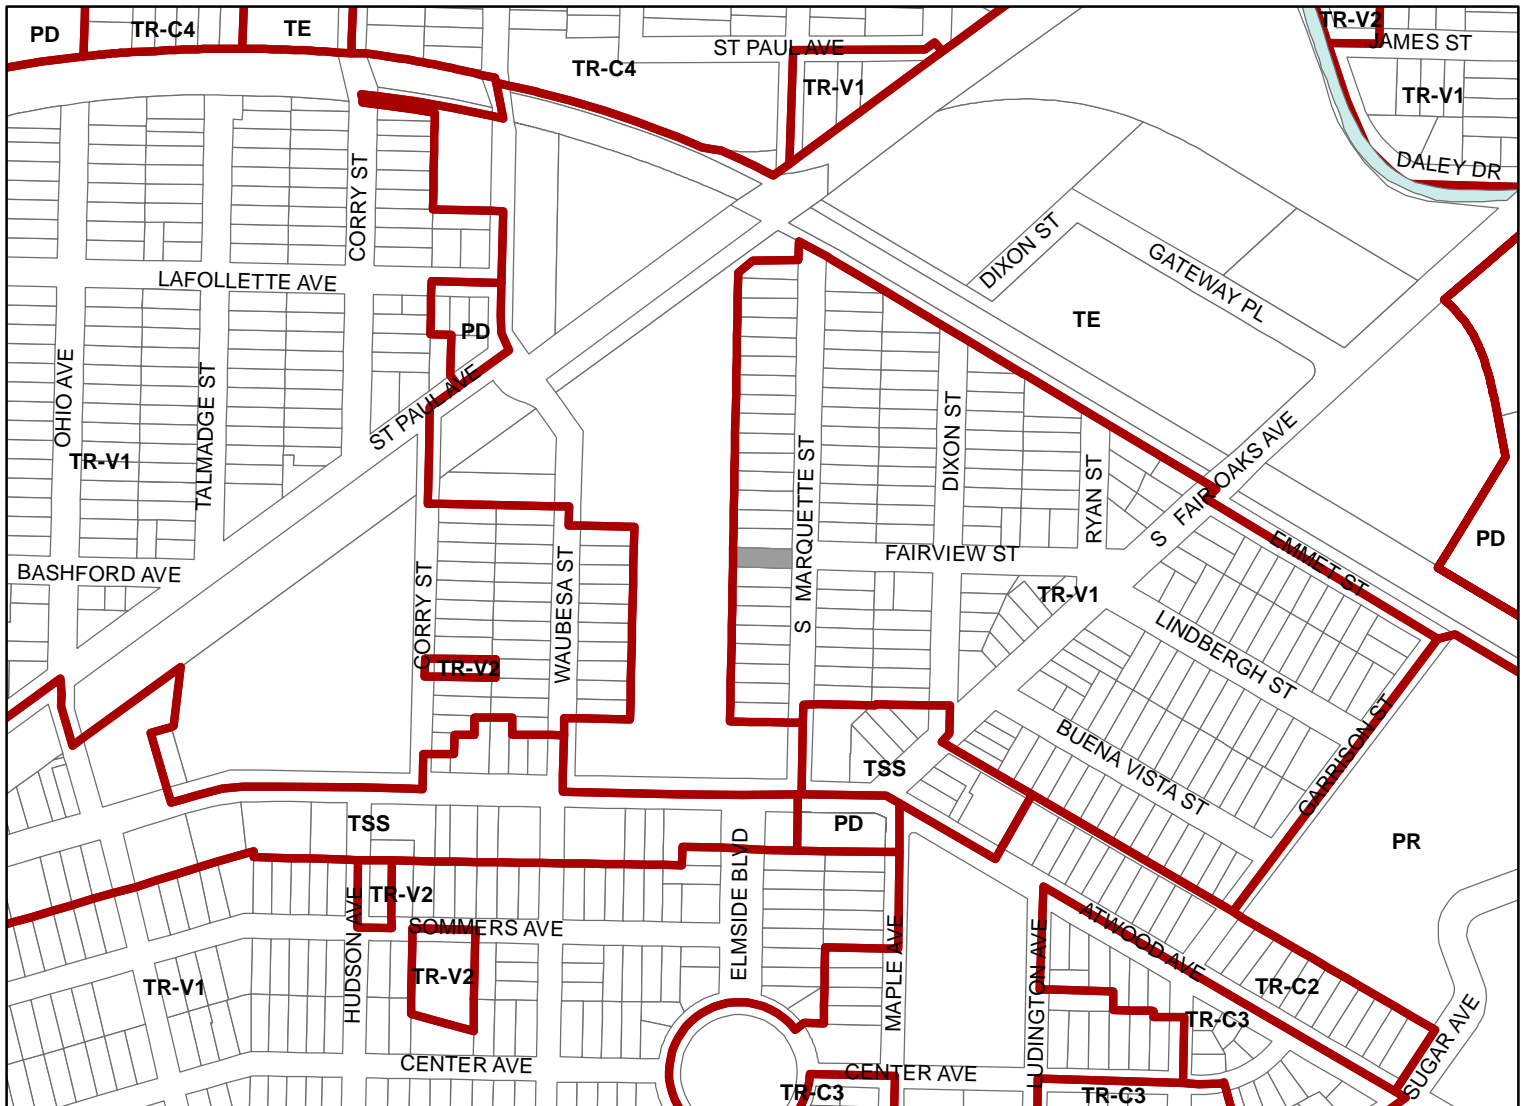 PD
TR-C4
TE
TR-V2
ST PAUL AVE
JAMES ST
TR-C4
TR-V1
TR-V1
DALEY DR
CORRY ST
DIXON ST
GATEWAY PL
LAFOLLETTE AVE
TE
PD
OHIO AVE
TALMADGE ST
ST PAUL AVE
TR-V1
S MARQUETTE ST
DIXON ST
RYAN ST
S FAIR OAKS AVE
PD
EMMET ST
FAIRVIEW ST
BASHFORD AVE
CORRY ST
WAUBESA ST
TR-V1
LINDBERGH ST
TR-V2
BUENA VISTA ST
GARRISON ST
TSS
TSS
PD
PR
HUDSON AVE
TR-V2
SOMMERS AVE
ELMSIDE BLVD
MAPLE AVE
LUDINGTON AVE
ATWOOD AVE
TR-V1
TR-V2
TR-C2
TR-C3
SUGAR AVE
CENTER AVE
CENTER AVE
TR-C3
TR-C3